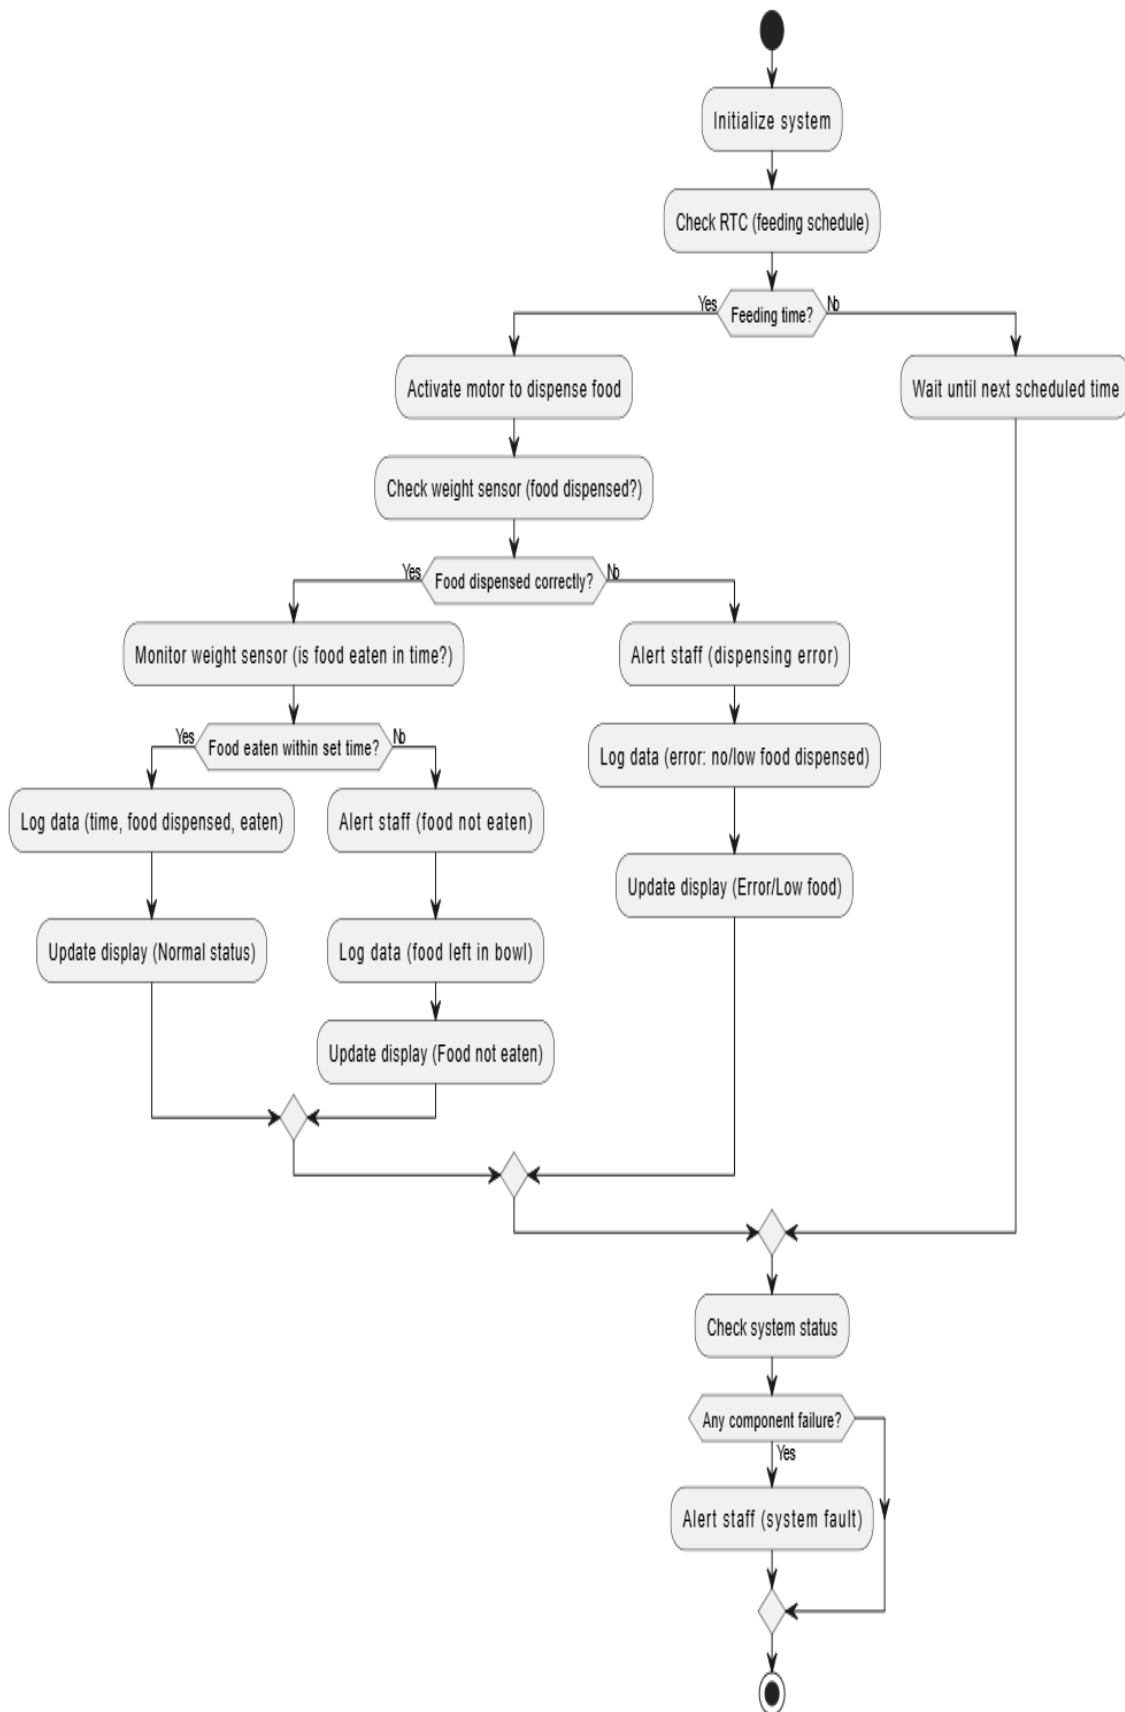 Initialize system
Check RTC (feeding schedule)
Yes
Feeding time?
No
Activate motor to dispense food
Wait until next scheduled time
Check weight sensor (food dispensed?)
Yes
Food dispensed correctly?
No
Monitor weight sensor (is food eaten in time?)
Alert staff (dispensing error)
Yes
Food eaten within set time?
No
Log data (error: no/low food dispensed)
Log data (time, food dispensed, eaten)
Alert staff (food not eaten)
Update display (Error/Low food)
Update display (Normal status)
Log data (food left in bowl)
Update display (Food not eaten)
Check system status
Any component failure?
Yes
Alert staff (system fault)